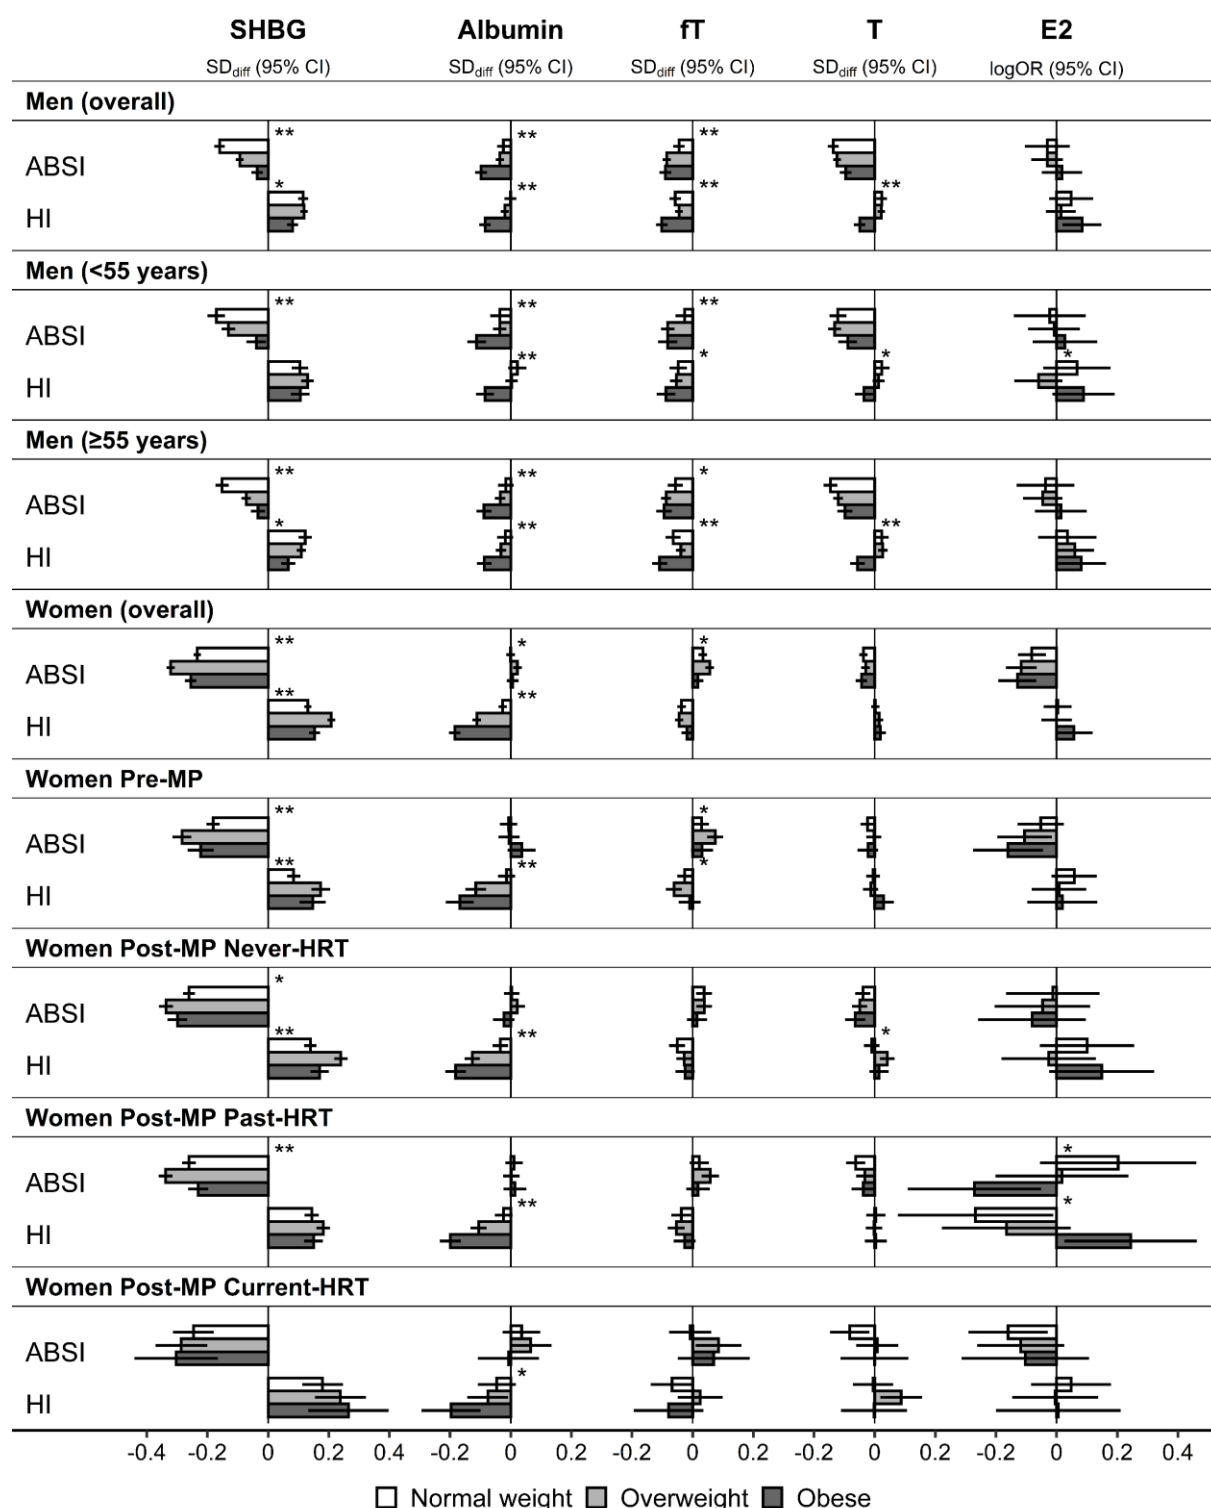 SHBG Albumin fT T E2
SDdiff (95% CI) SDdiff (95% CI) SDdiff (95% CI) SDdiff (95% CI) logOR (95% CI)
Men (overall)
** ** **
ABSI
* ** ** **
HI
Men (<55 years)
** ** **
ABSI
** * * *
HI
Men (≥55 years)
** ** *
ABSI
* ** ** **
HI
Women (overall)
** * *
ABSI
** **
HI
Women Pre-MP
** *
ABSI
** ** *
HI
Women Post-MP Never-HRT
*
ABSI
** ** *
HI
Women Post-MP Past-HRT
** *
ABSI
** *
HI
Women Post-MP Current-HRT
ABSI
*
HI
-0.4 -0.2 0 0.2 0.4 -0.2 0 0.2 -0.2 0 0.2 -0.2 0 0.2 -0.2 0 0.2 0.4
Normal weight Overweight Obese